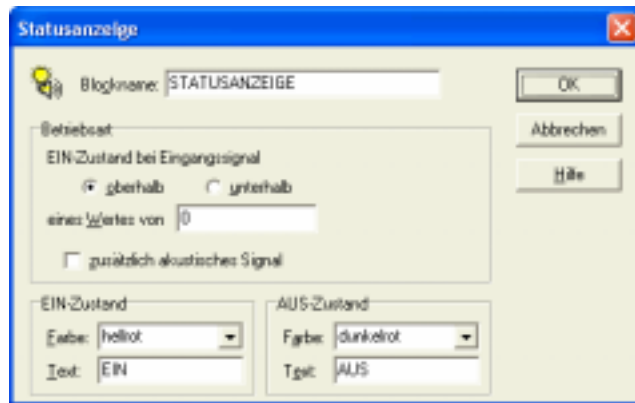 Statusanzeige
Blockname: STATUSANZEIGE
OK
Betriebsart
Abbrechen
EIN-Zustand bei Eingangssignal
oberhalb unterhalb
Hilfe
eines Wertes von 0
zusätzlich akustisches Signal
EIN-Zustand AUS-Zustand
Farbe: hellrot Farbe: dunkelrot
Text: EIN Text: AUS